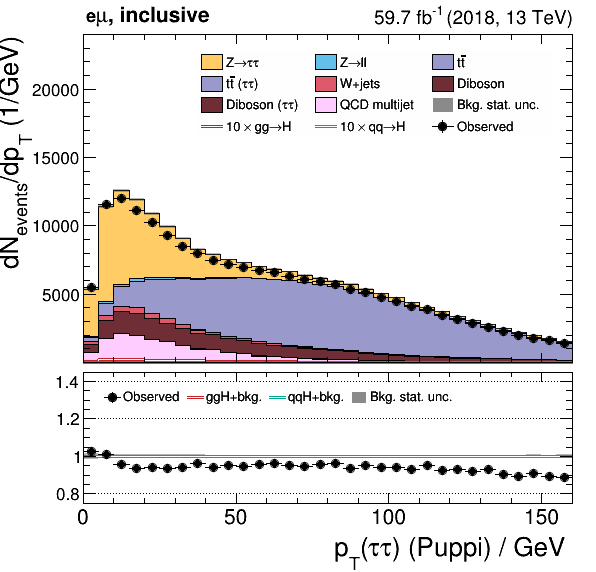 eμ, inclusive
59.7 fb⁻¹ (2018, 13 TeV)
dN_events/dp_T (1/GeV)
20000
15000
10000
5000
Z→ττ
Z→ll
tt̄
tt̄ (ττ)
W+jets
Diboson
Diboson (ττ)
QCD multijet
Bkg. stat. unc.
10 × gg→H
10 × qq→H
Observed
1.4
1.2
1
0.8
Observed
ggH+bkg.
qqH+bkg.
Bkg. stat. unc.
0
50
100
150
p_T(ττ) (Puppi) / GeV